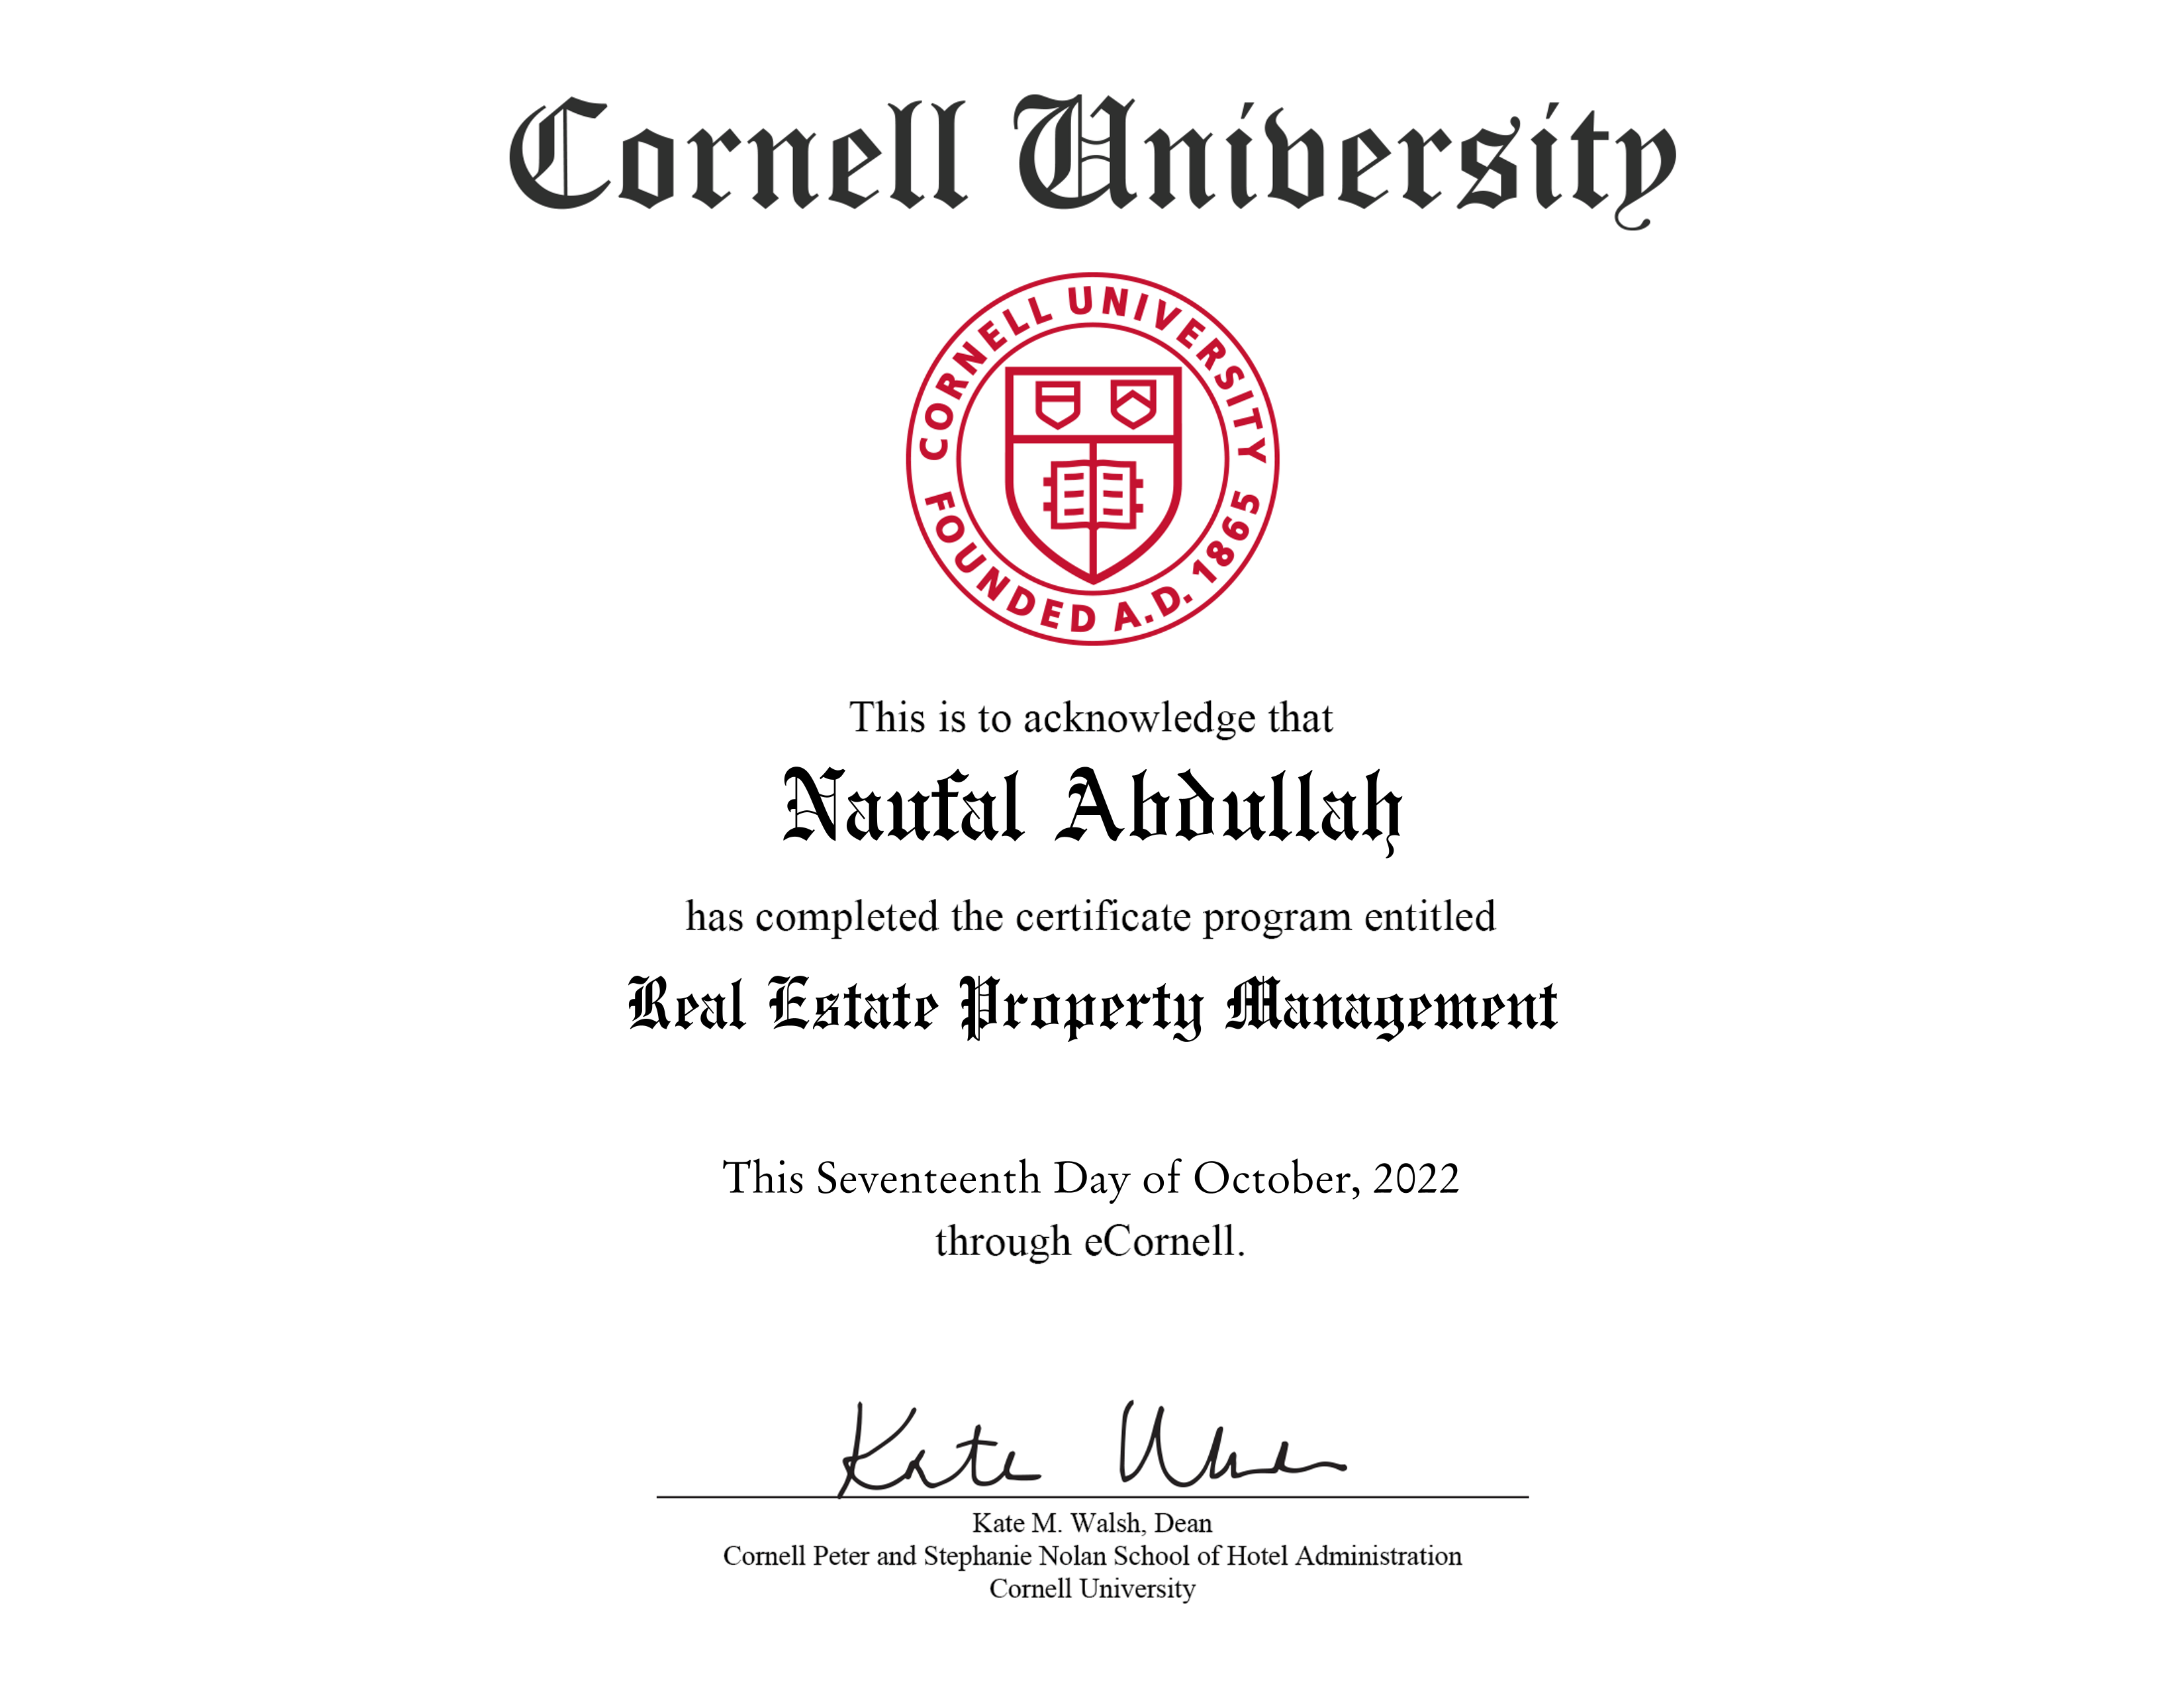 Cornell University
CORNELL UNIVERSITY
FOUNDED A.D. 1865
This is to acknowledge that
Naufal Abdullah
has completed the certificate program entitled
Real Estate Property Management
This Seventeenth Day of October, 2022
through eCornell.
Kate M. Walsh, Dean
Cornell Peter and Stephanie Nolan School of Hotel Administration
Cornell University